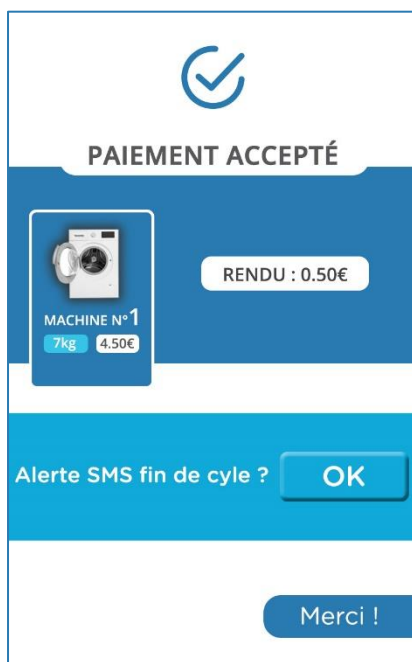 PAIEMENT ACCEPTÉ
RENDU : 0.50€
MACHINE N°1
7kg 4.50€
Alerte SMS fin de cyle ? OK
Merci !